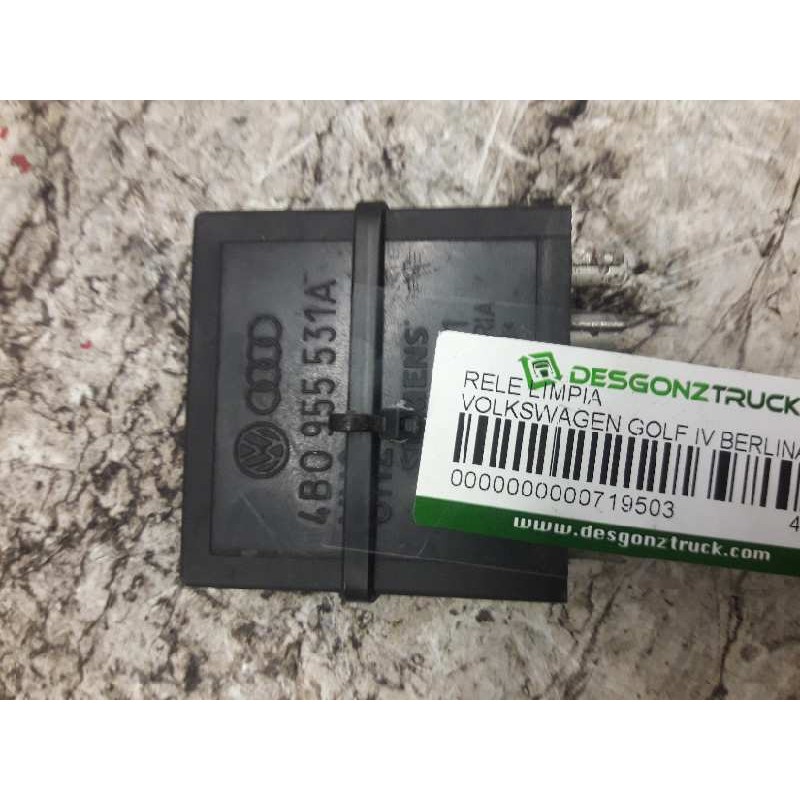 4B0 955 531A
DESGONZTRUCK
RELE LIMPIA
VOLKSWAGEN GOLF IV BERLINA
0000000000719503
www.desgonztruck.com